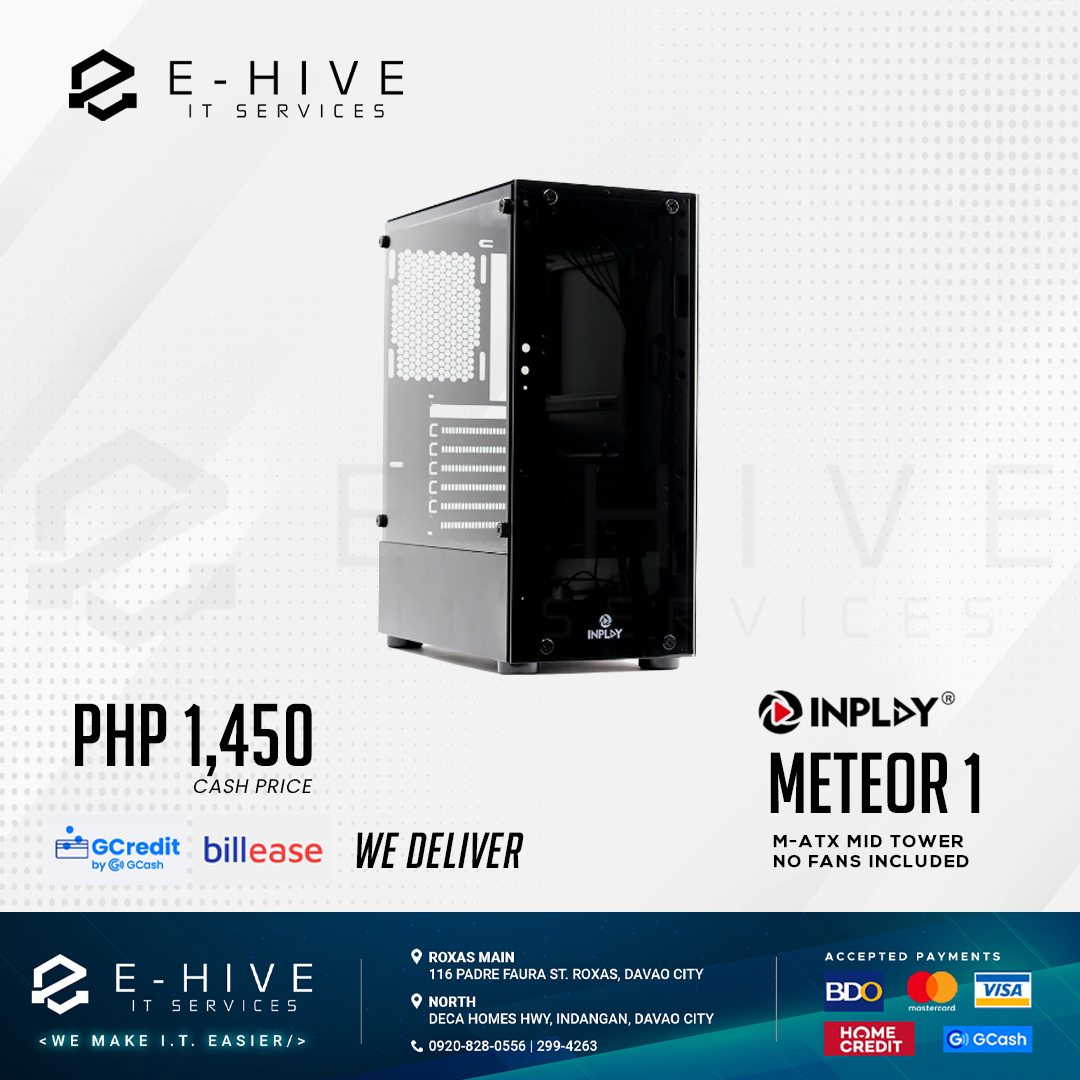 E-HIVE
IT SERVICES
INPLAY
E-HIVE
IT SERVICES
PHP 1,450
CASH PRICE
GCredit
by GCash
billease
WE DELIVER
INPLAY®
METEOR 1
M-ATX MID TOWER
NO FANS INCLUDED
E-HIVE
IT SERVICES
<WE MAKE I.T. EASIER/>
ROXAS MAIN
116 PADRE FAURA ST. ROXAS, DAVAO CITY
NORTH
DECA HOMES HWY, INDANGAN, DAVAO CITY
0920-828-0556 | 299-4263
ACCEPTED PAYMENTS
BDO
mastercard
VISA
HOME
CREDIT
GCash